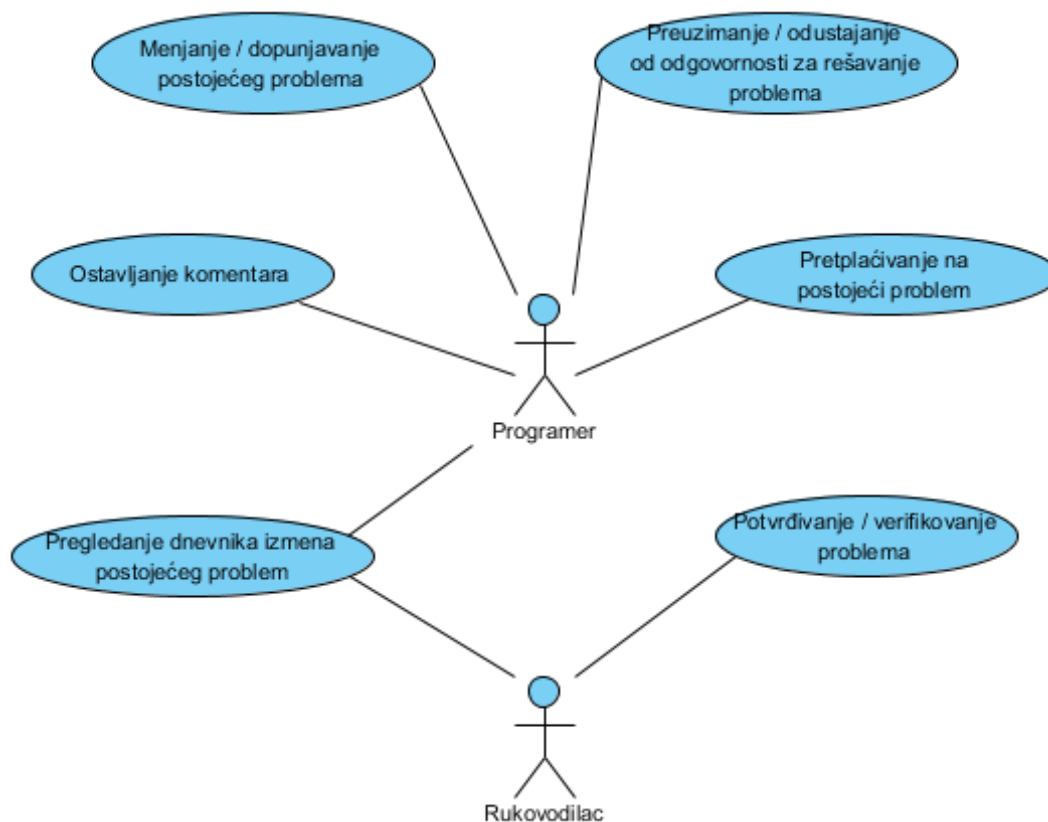 Menjanje / dopunjavanje
postojećeg problema
Preuzimanje / odustajanje
od odgovornosti za rešavanje
problema
Ostavljanje komentara
Pretplaćivanje na
postojeći problem
Programer
Pregledanje dnevnika izmena
postojećeg problem
Potvrđivanje / verifikovanje
problema
Rukovodilac